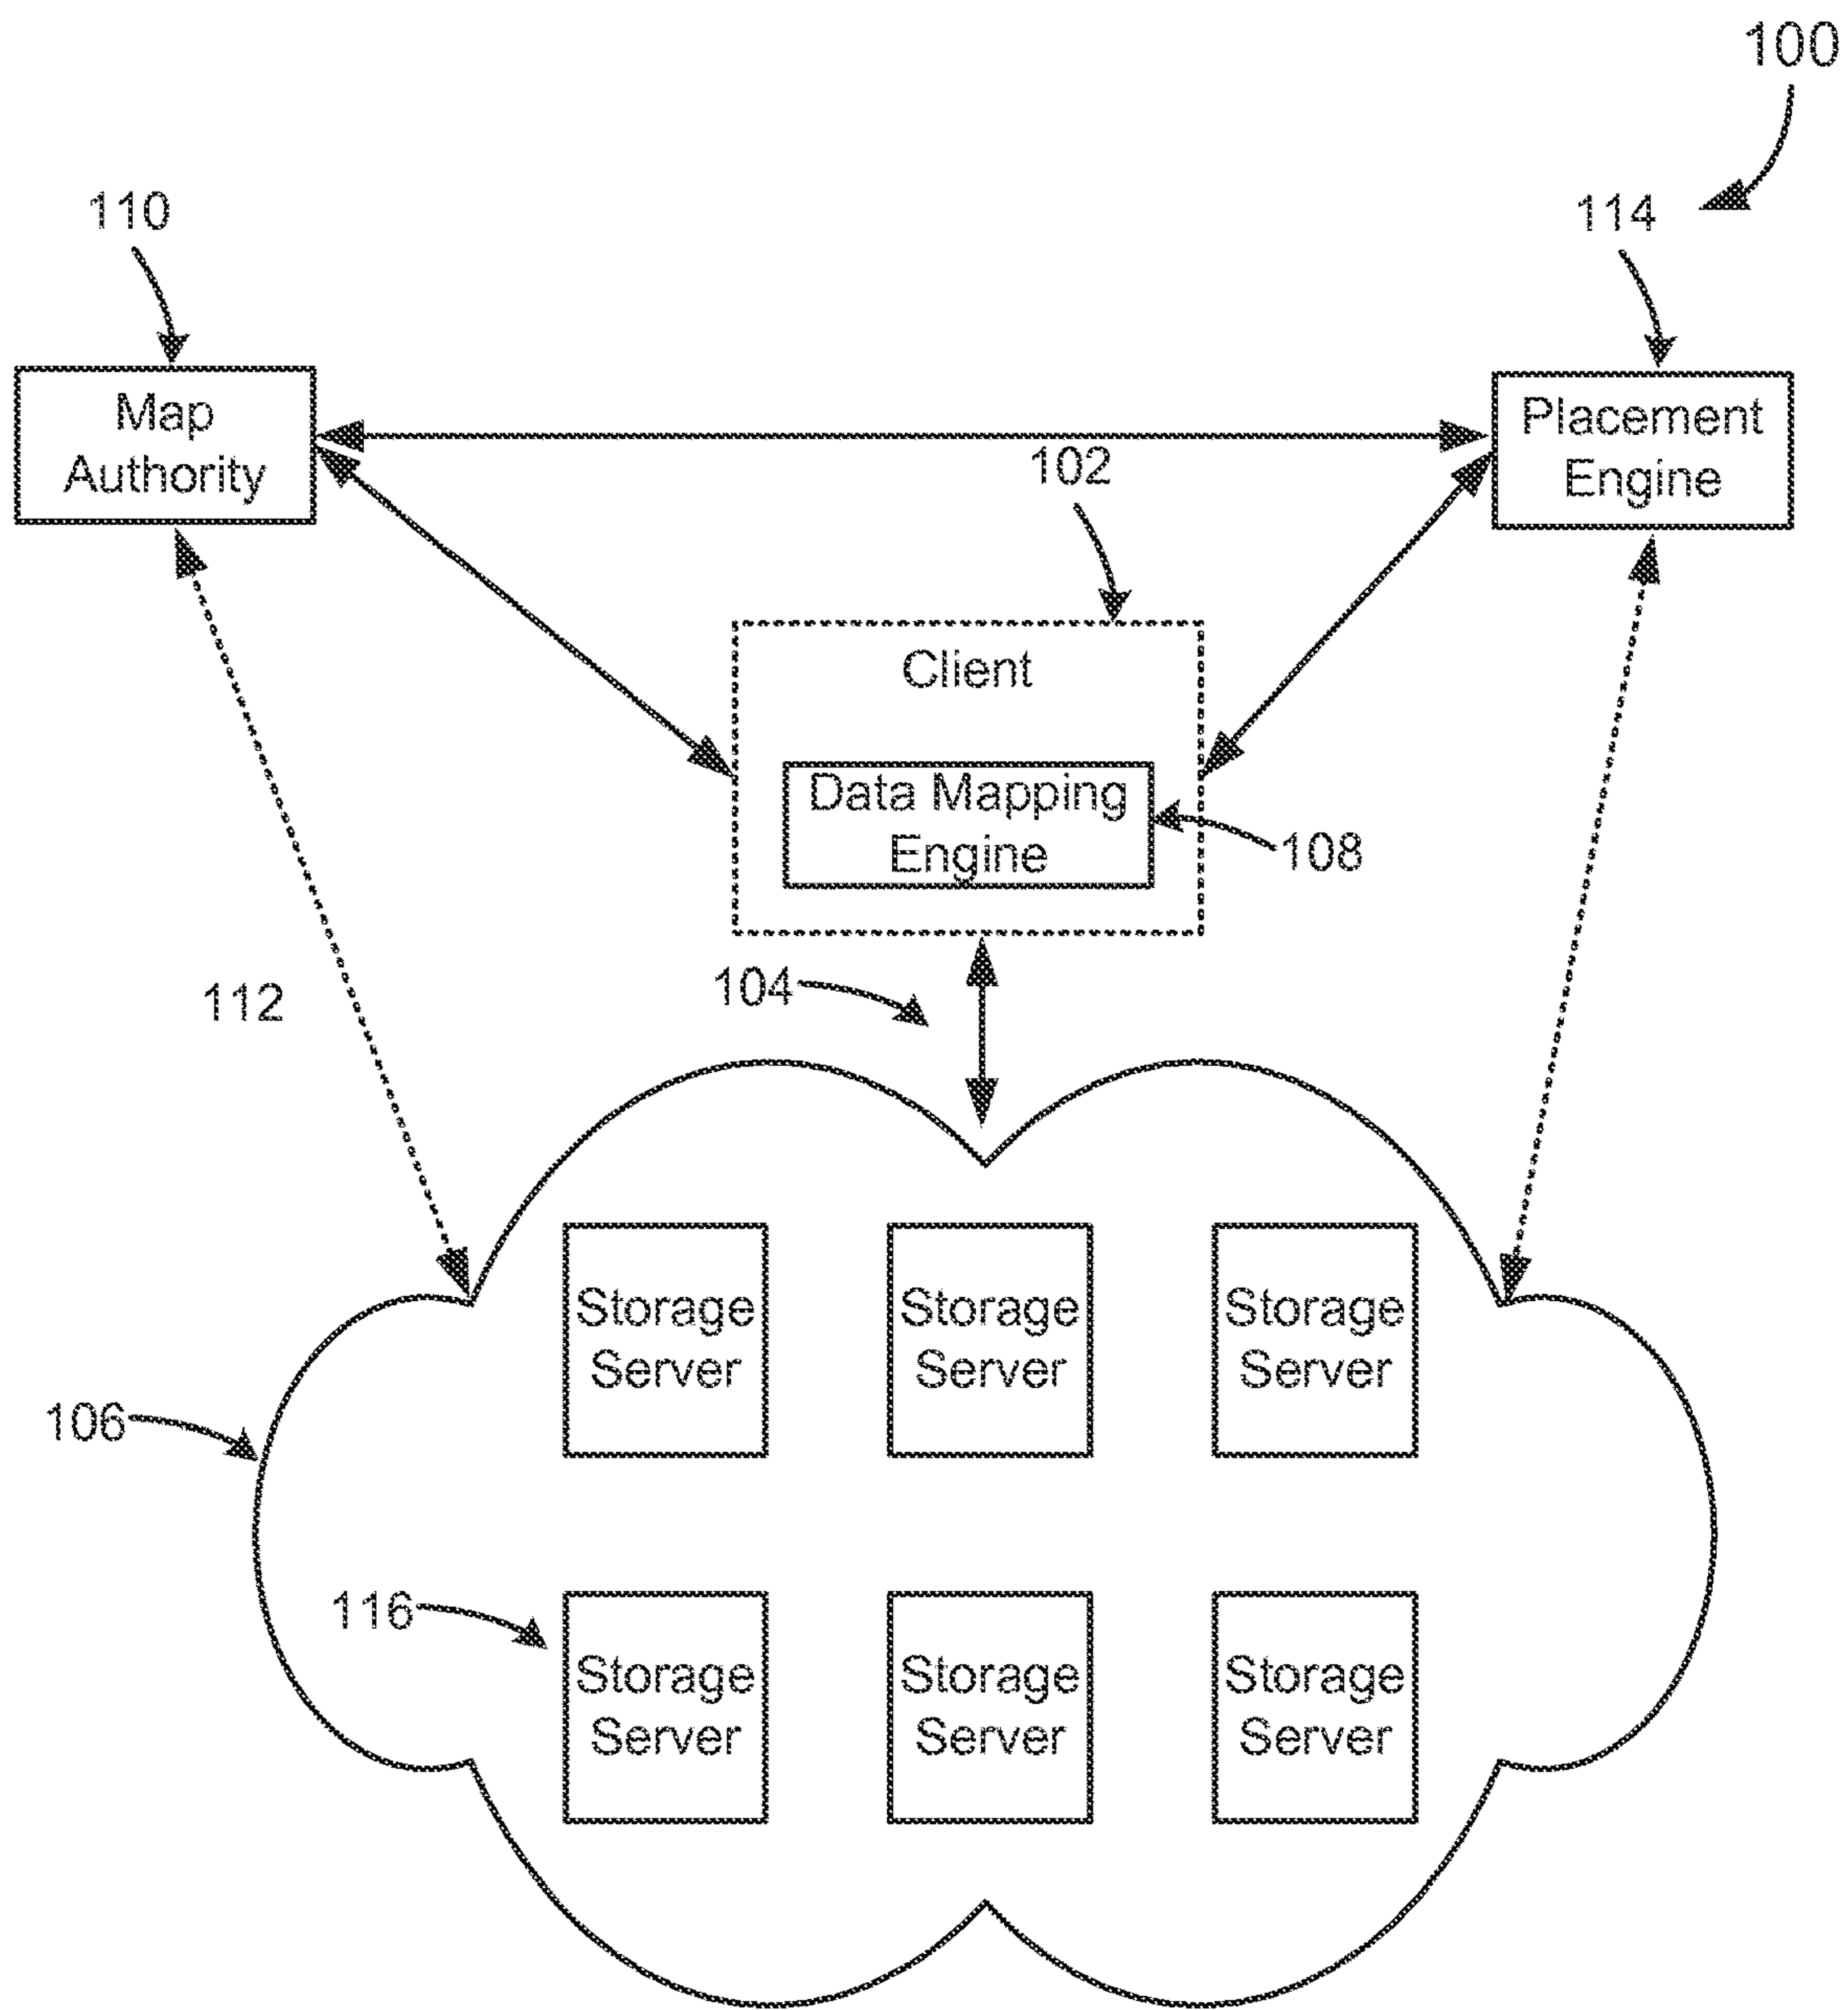 100
110
114
Map
Authority
Placement
Engine
102
Client
Data Mapping
Engine
108
104
112
Storage
Server
Storage
Server
Storage
Server
106
116
Storage
Server
Storage
Server
Storage
Server